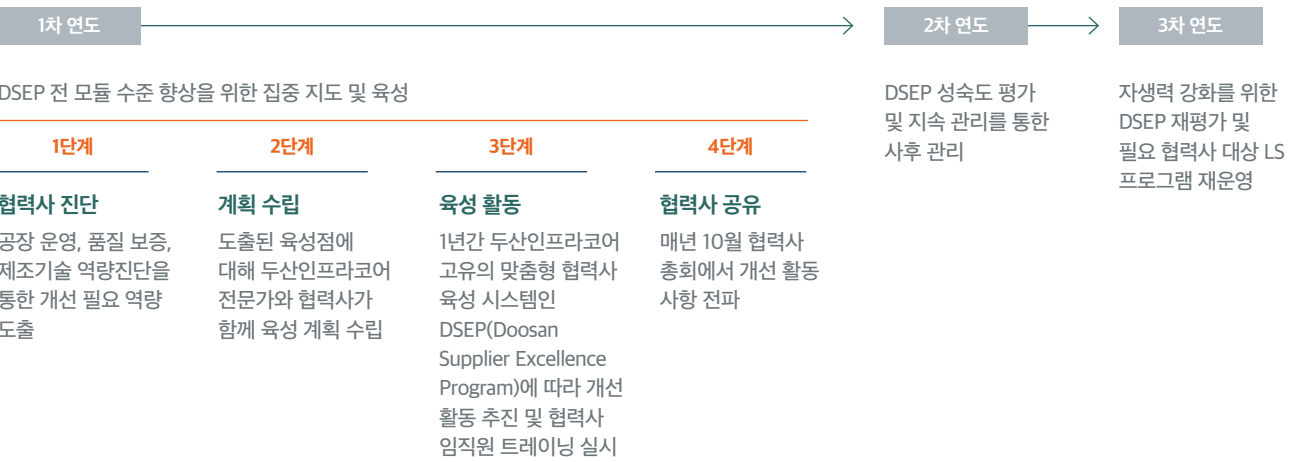 1차 연도
DSEP 전 모듈 수준 향상을 위한 집중 지도 및 육성
1단계
협력사 진단
공장 운영, 품질 보증,
제조기술 역량진단을
통한 개선 필요 역량
도출
2단계
계획 수립
도출된 육성점에
대해 두산인프라코어
전문가와 협력사가
함께 육성 계획 수립
3단계
육성 활동
1년간 두산인프라코어
고유의 맞춤형 협력사
육성 시스템인
DSEP(Doosan
Supplier Excellence
Program)에 따라 개선
활동 추진 및 협력사
임직원 트레이닝 실시
4단계
협력사 공유
매년 10월 협력사
총회에서 개선 활동
사항 전파
2차 연도
DSEP 성숙도 평가
및 지속 관리를 통한
사후 관리
3차 연도
자생력 강화를 위한
DSEP 재평가 및
필요 협력사 대상 LS
프로그램 재운영